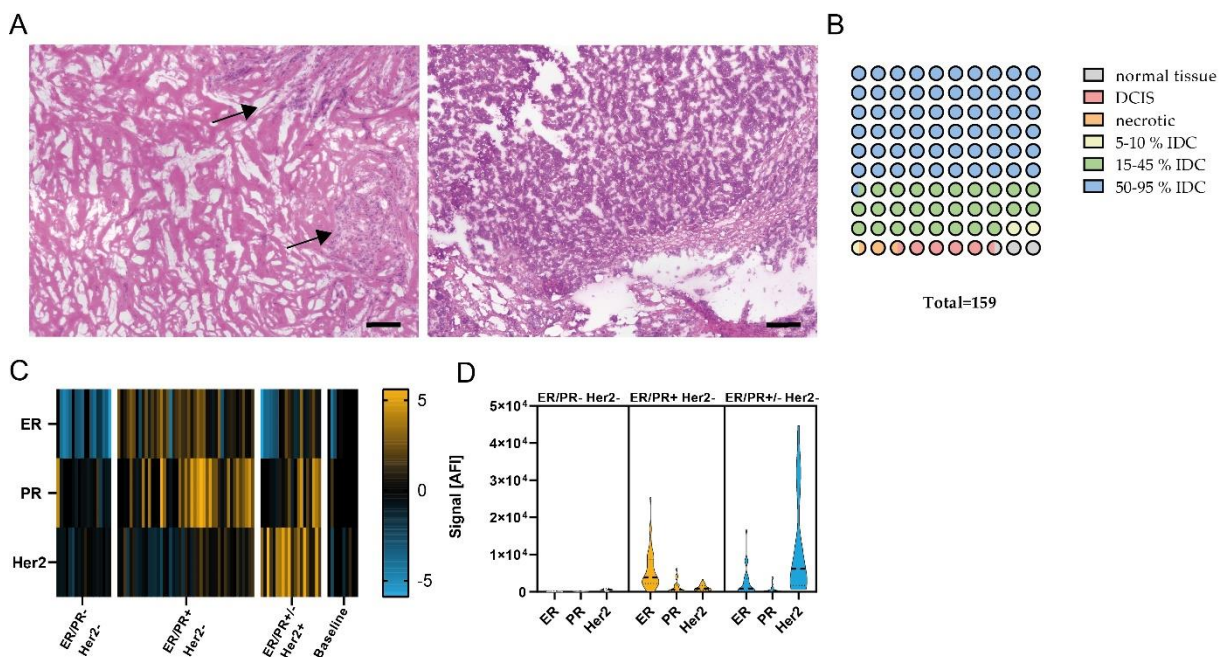 A
B
normal tissue
DCIS
necrotic
5-10 % IDC
15-45 % IDC
50-95 % IDC
Total=159
C
ER
PR
Her2
5
0
-5
ER/PR-
Her2-
ER/PR+
Her2-
ER/PR+/-
Her2+
Baseline
D
ER/PR- Her2-
ER/PR+ Her2-
ER/PR+/- Her2-
Signal [AFI]
5×10⁴
4×10⁴
3×10⁴
2×10⁴
1×10⁴
0
ER
PR
Her2
ER
PR
Her2
ER
PR
Her2